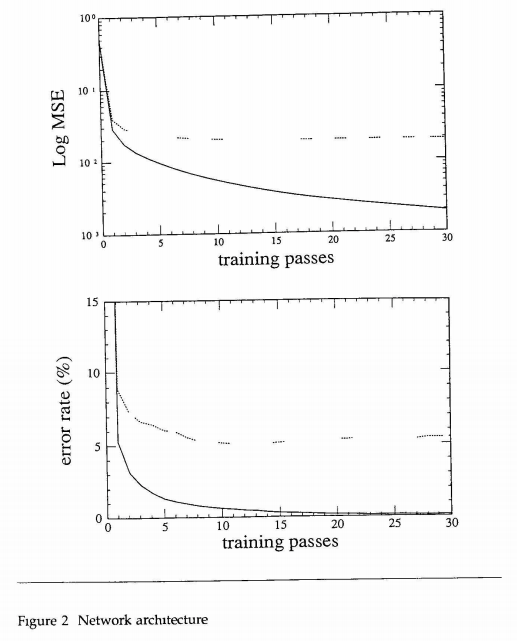 10⁰
10 ¹
10 ²
10 ³
Log MSE
0 5 10 15 20 25 30
training passes
15
10
5
0
error rate (%)
0 5 10 15 20 25 30
training passes
Figure 2 Network architecture